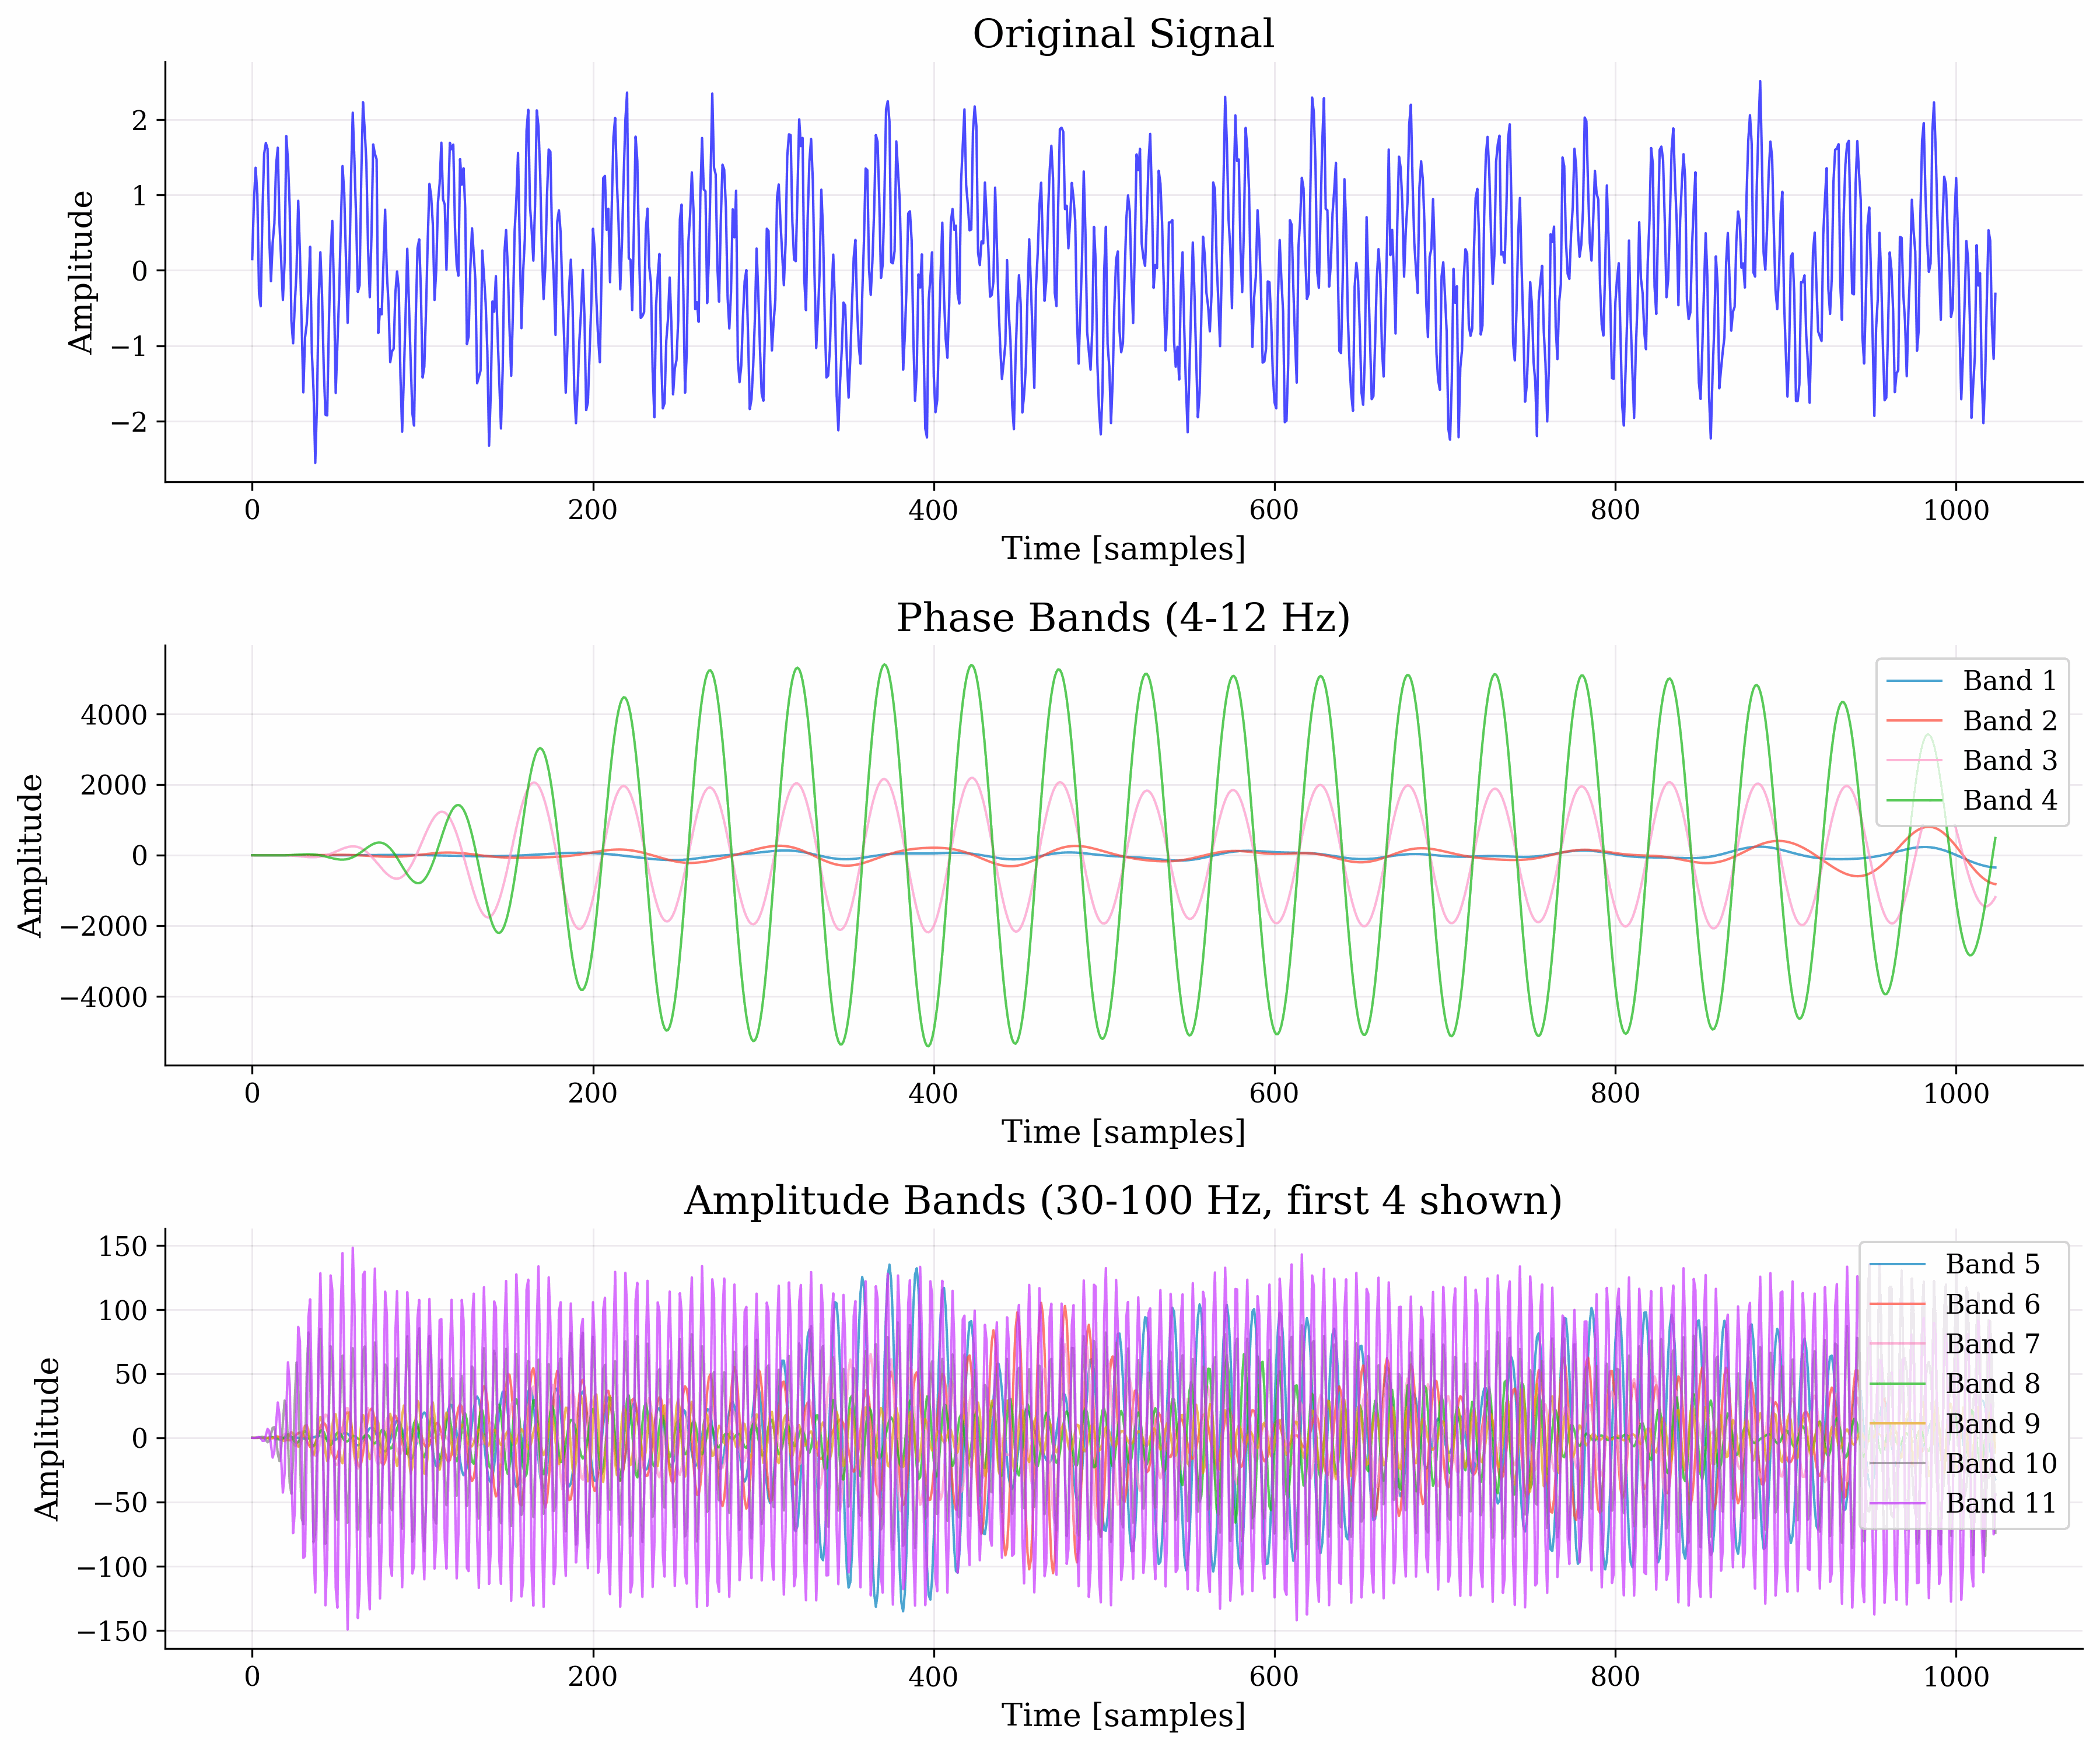 Original Signal
Amplitude
2
1
0
−1
−2
0 200 400 600 800 1000
Time [samples]
Phase Bands (4-12 Hz)
Amplitude
4000
2000
0
−2000
−4000
Band 1
Band 2
Band 3
Band 4
0 200 400 600 800 1000
Time [samples]
Amplitude Bands (30-100 Hz, first 4 shown)
Amplitude
150
100
50
0
−50
−100
−150
Band 5
Band 6
Band 7
Band 8
Band 9
Band 10
Band 11
0 200 400 600 800 1000
Time [samples]